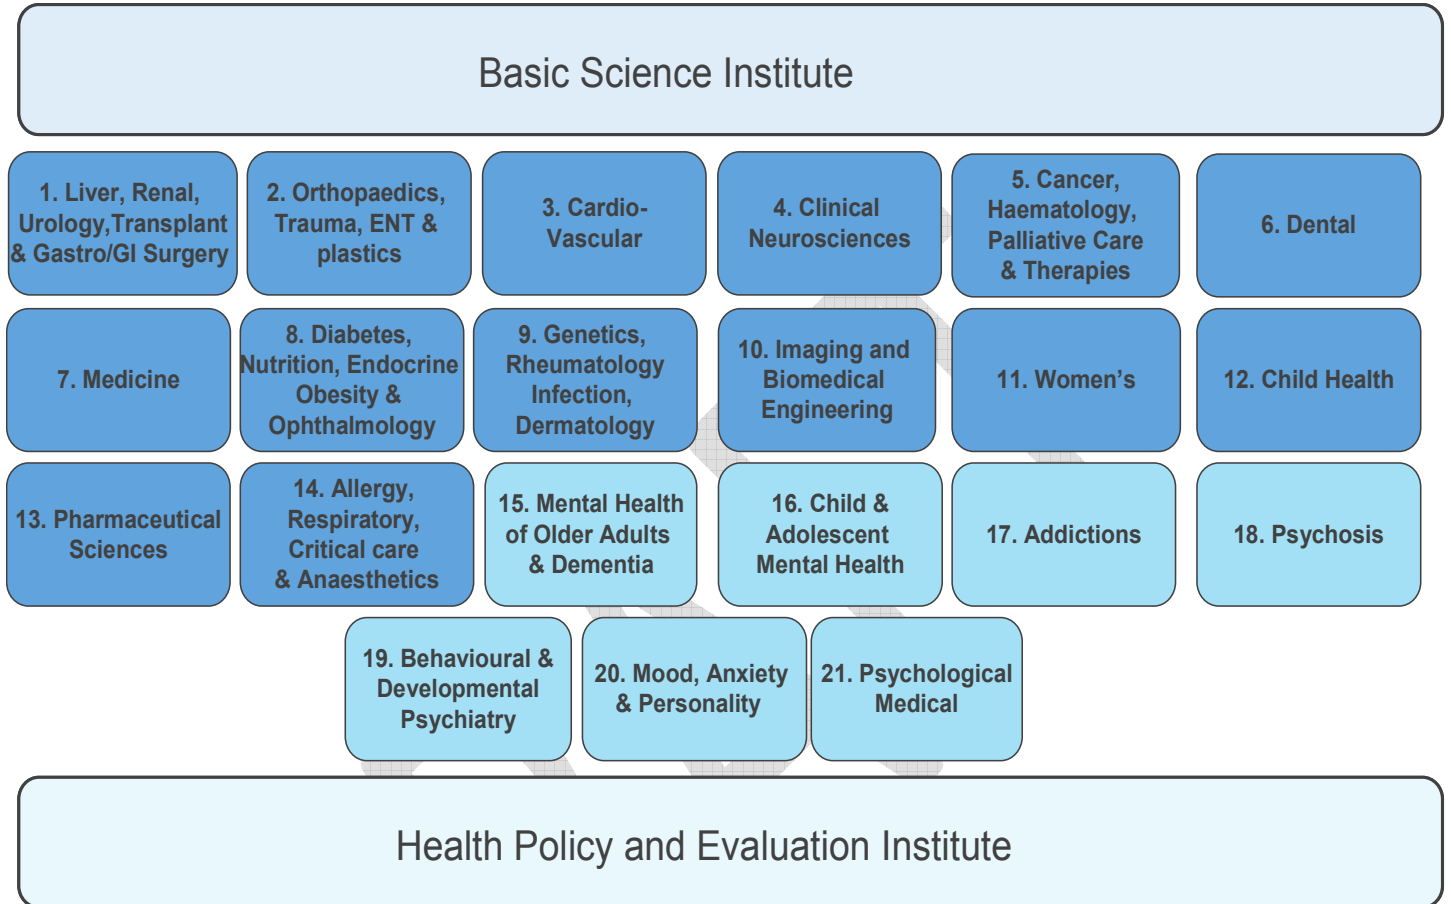 Basic Science Institute
1. Liver, Renal,
Urology,Transplant
& Gastro/GI Surgery
2. Orthopaedics,
Trauma, ENT &
plastics
3. Cardio-
Vascular
4. Clinical
Neurosciences
5. Cancer,
Haematology,
Palliative Care
& Therapies
6. Dental
7. Medicine
8. Diabetes,
Nutrition, Endocrine
Obesity &
Ophthalmology
9. Genetics,
Rheumatology
Infection,
Dermatology
10. Imaging and
Biomedical
Engineering
11. Women’s
12. Child Health
13. Pharmaceutical
Sciences
14. Allergy,
Respiratory,
Critical care
& Anaesthetics
15. Mental Health
of Older Adults
& Dementia
16. Child &
Adolescent
Mental Health
17. Addictions
18. Psychosis
19. Behavioural &
Developmental
Psychiatry
20. Mood, Anxiety
& Personality
21. Psychological
Medical
Health Policy and Evaluation Institute